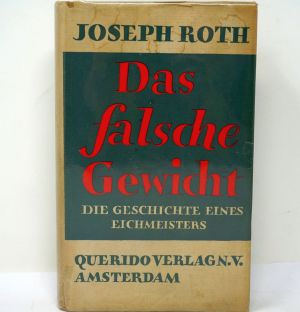 JOSEPH ROTH
Das
falsche
Gewicht
DIE GESCHICHTE EINES
EICHMEISTERS
QUERIDO VERLAG N.V.
AMSTERDAM